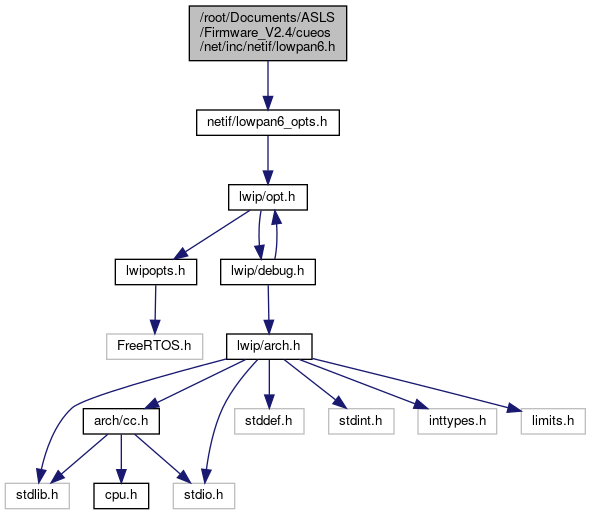 /root/Documents/ASLS
/Firmware_V2.4/cueos
/net/inc/netif/lowpan6.h
netif/lowpan6_opts.h
lwip/opt.h
lwipopts.h
lwip/debug.h
FreeRTOS.h
lwip/arch.h
arch/cc.h
stddef.h
stdint.h
inttypes.h
limits.h
stdlib.h
cpu.h
stdio.h